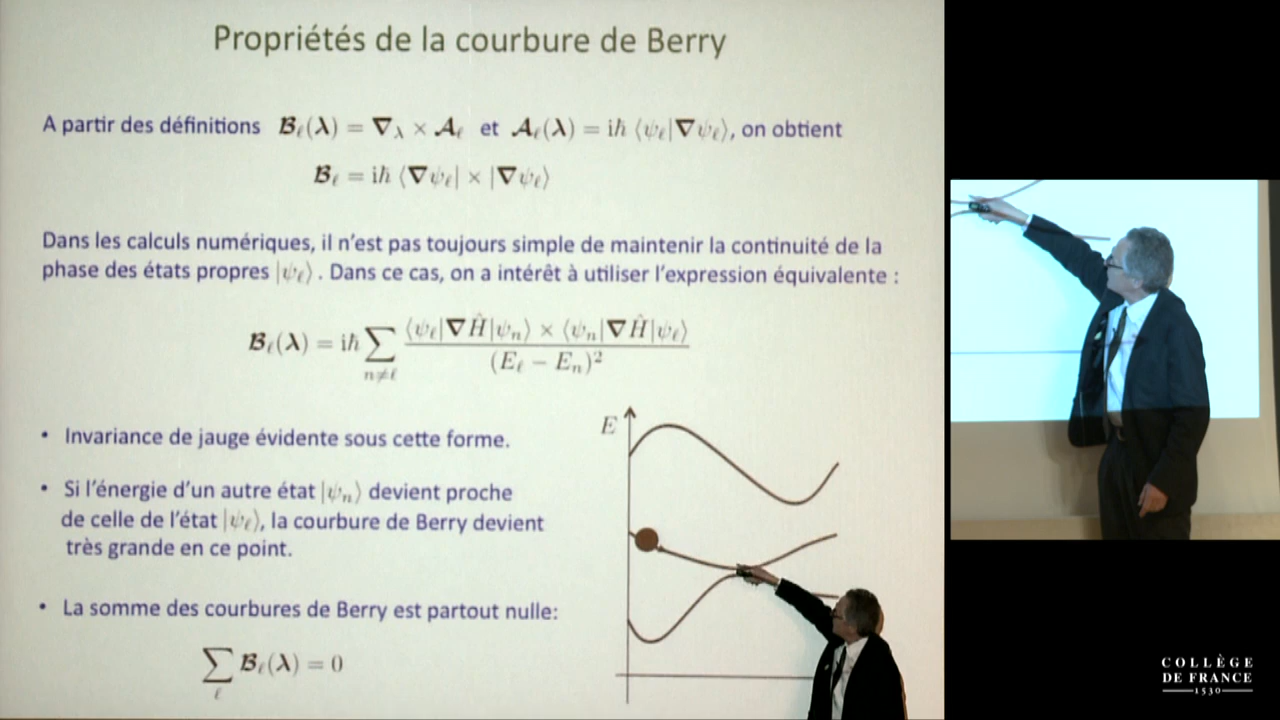 Propriétés de la courbure de Berry
A partir des définitions 𝓑ℓ(λ) = ∇λ × 𝓐ℓ et 𝓐ℓ(λ) = iħ ⟨ψℓ|∇ψℓ⟩, on obtient
𝓑ℓ = iħ ⟨∇ψℓ| × |∇ψℓ⟩
Dans les calculs numériques, il n'est pas toujours simple de maintenir la continuité de la
phase des états propres |ψℓ⟩. Dans ce cas, on a intérêt à utiliser l'expression équivalente :
𝓑ℓ(λ) = iħ ∑n≠ℓ ⟨ψℓ|∇Ĥ|ψn⟩ × ⟨ψn|∇Ĥ|ψℓ⟩ / (Eℓ − En)²
• Invariance de jauge évidente sous cette forme.
• Si l'énergie d'un autre état |ψn⟩ devient proche
de celle de l'état |ψℓ⟩, la courbure de Berry devient
très grande en ce point.
• La somme des courbures de Berry est partout nulle:
∑ℓ 𝓑ℓ(λ) = 0
E
COLLÈGE
DE FRANCE
1530